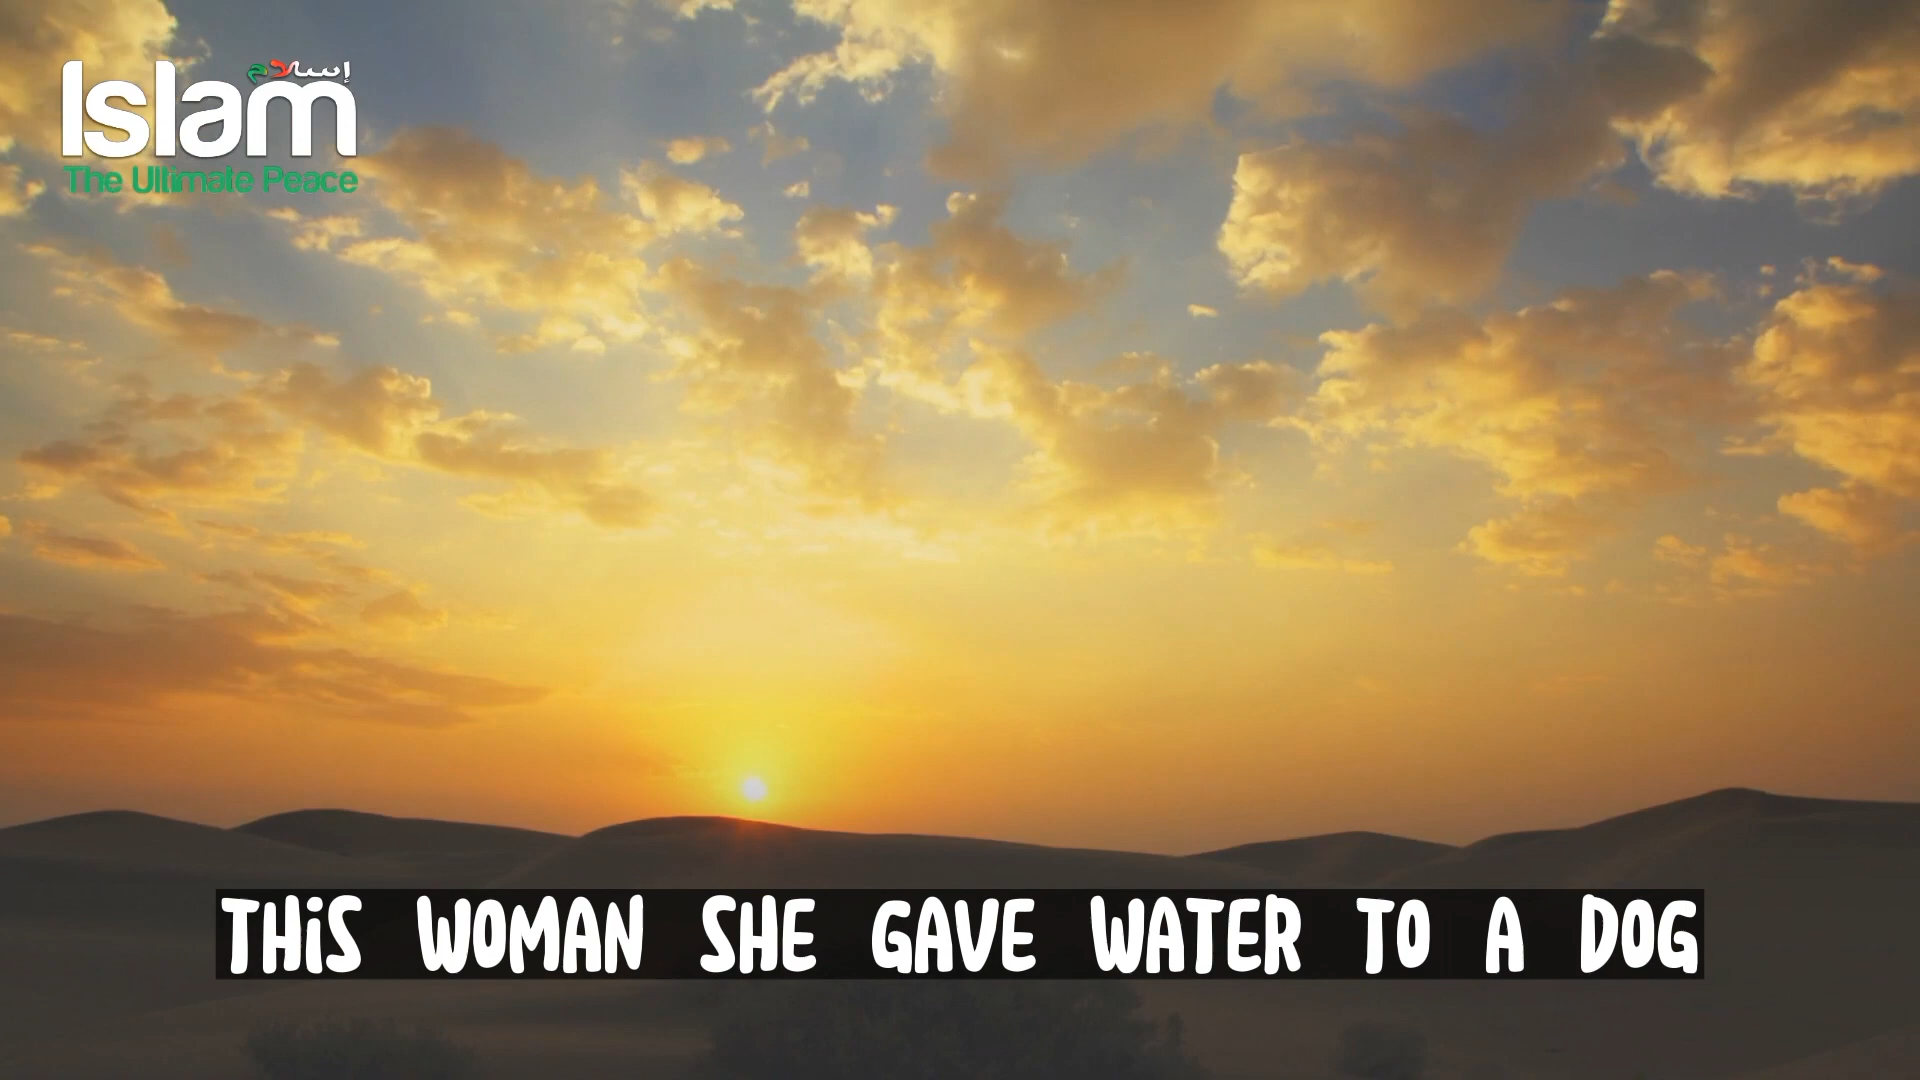 إسلام
Islam
The Ultimate Peace
THIS WOMAN SHE GAVE WATER TO A DOG